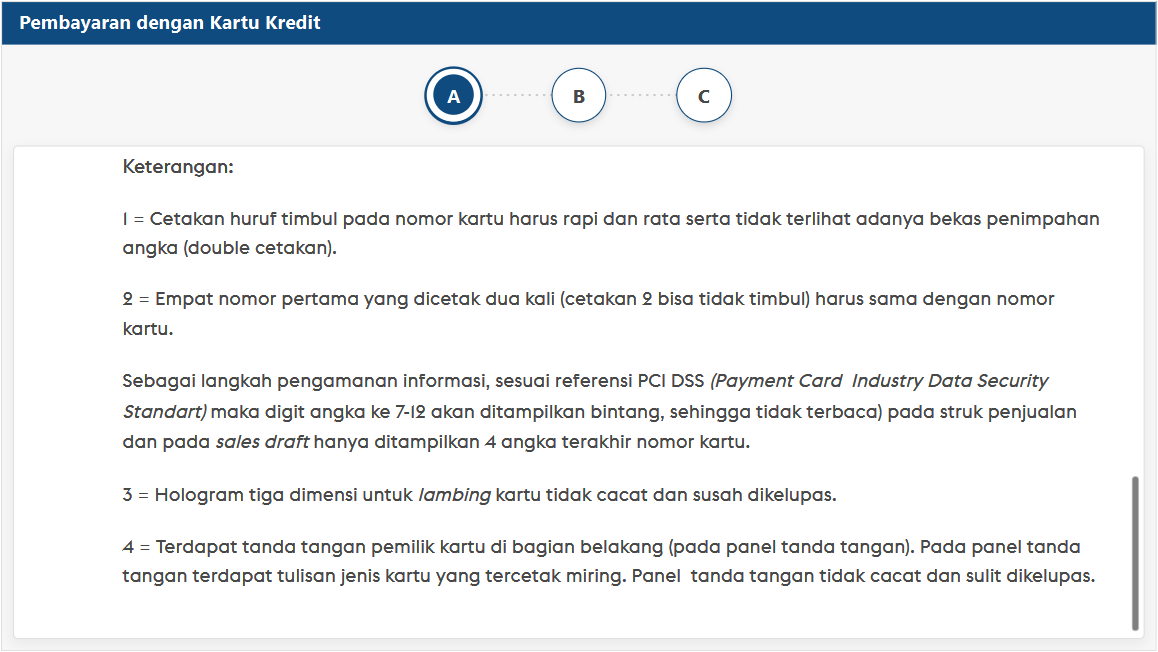 Pembayaran dengan Kartu Kredit
A
B
C
Keterangan:
1 = Cetakan huruf timbul pada nomor kartu harus rapi dan rata serta tidak terlihat adanya bekas penimpahan
angka (double cetakan).
2 = Empat nomor pertama yang dicetak dua kali (cetakan 2 bisa tidak timbul) harus sama dengan nomor
kartu.
Sebagai langkah pengamanan informasi, sesuai referensi PCI DSS (Payment Card  Industry Data Security
Standart) maka digit angka ke 7-12 akan ditampilkan bintang, sehingga tidak terbaca) pada struk penjualan
dan pada sales draft hanya ditampilkan 4 angka terakhir nomor kartu.
3 = Hologram tiga dimensi untuk lambing kartu tidak cacat dan susah dikelupas.
4 = Terdapat tanda tangan pemilik kartu di bagian belakang (pada panel tanda tangan). Pada panel tanda
tangan terdapat tulisan jenis kartu yang tercetak miring. Panel  tanda tangan tidak cacat dan sulit dikelupas.